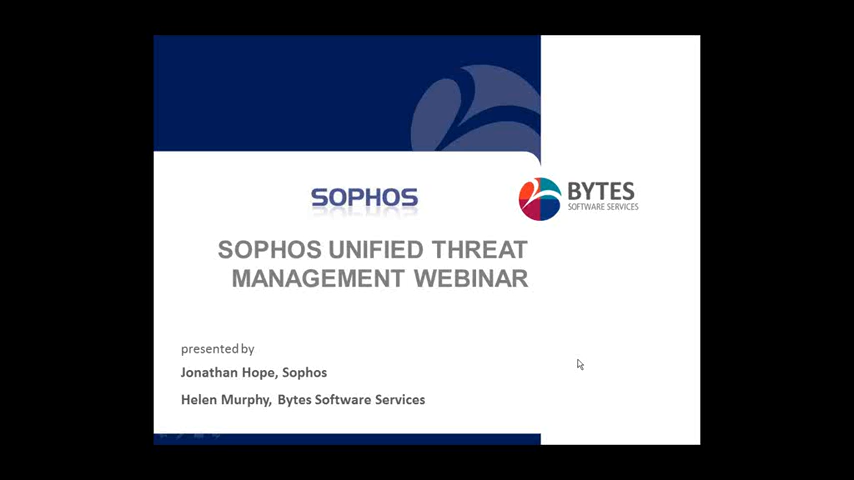 SOPHOS
BYTES
SOFTWARE SERVICES
SOPHOS UNIFIED THREAT
MANAGEMENT WEBINAR
presented by
Jonathan Hope, Sophos
Helen Murphy, Bytes Software Services